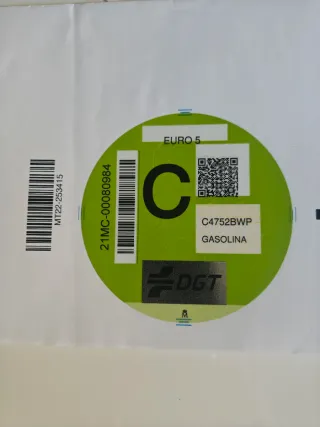 EURO 5
C
C4752BWP
GASOLINA
DGT
21MC-00080984
MT22-253415